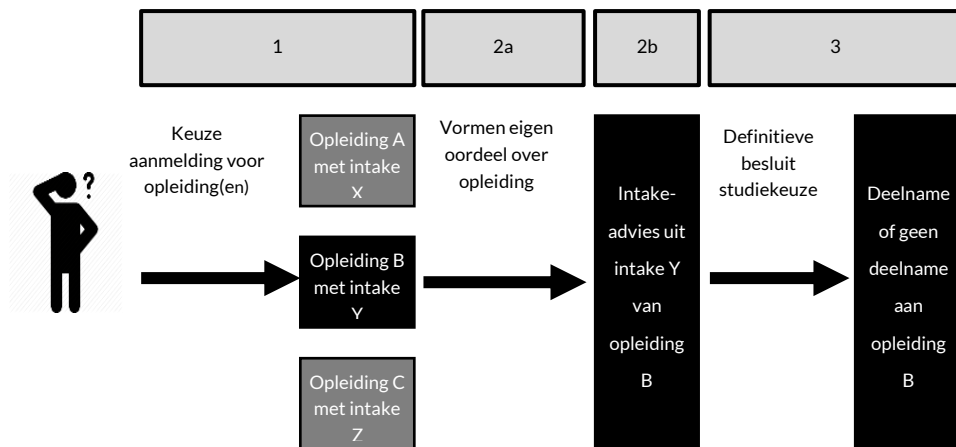 1
2a
2b
3
Keuze
aanmelding voor
opleiding(en)
?
Opleiding A
met intake
X
Opleiding B
met intake
Y
Opleiding C
met intake
Z
Vormen eigen
oordeel over
opleiding
Intake-
advies uit
intake Y
van
opleiding
B
Definitieve
besluit
studiekeuze
Deelname
of geen
deelname
aan
opleiding
B